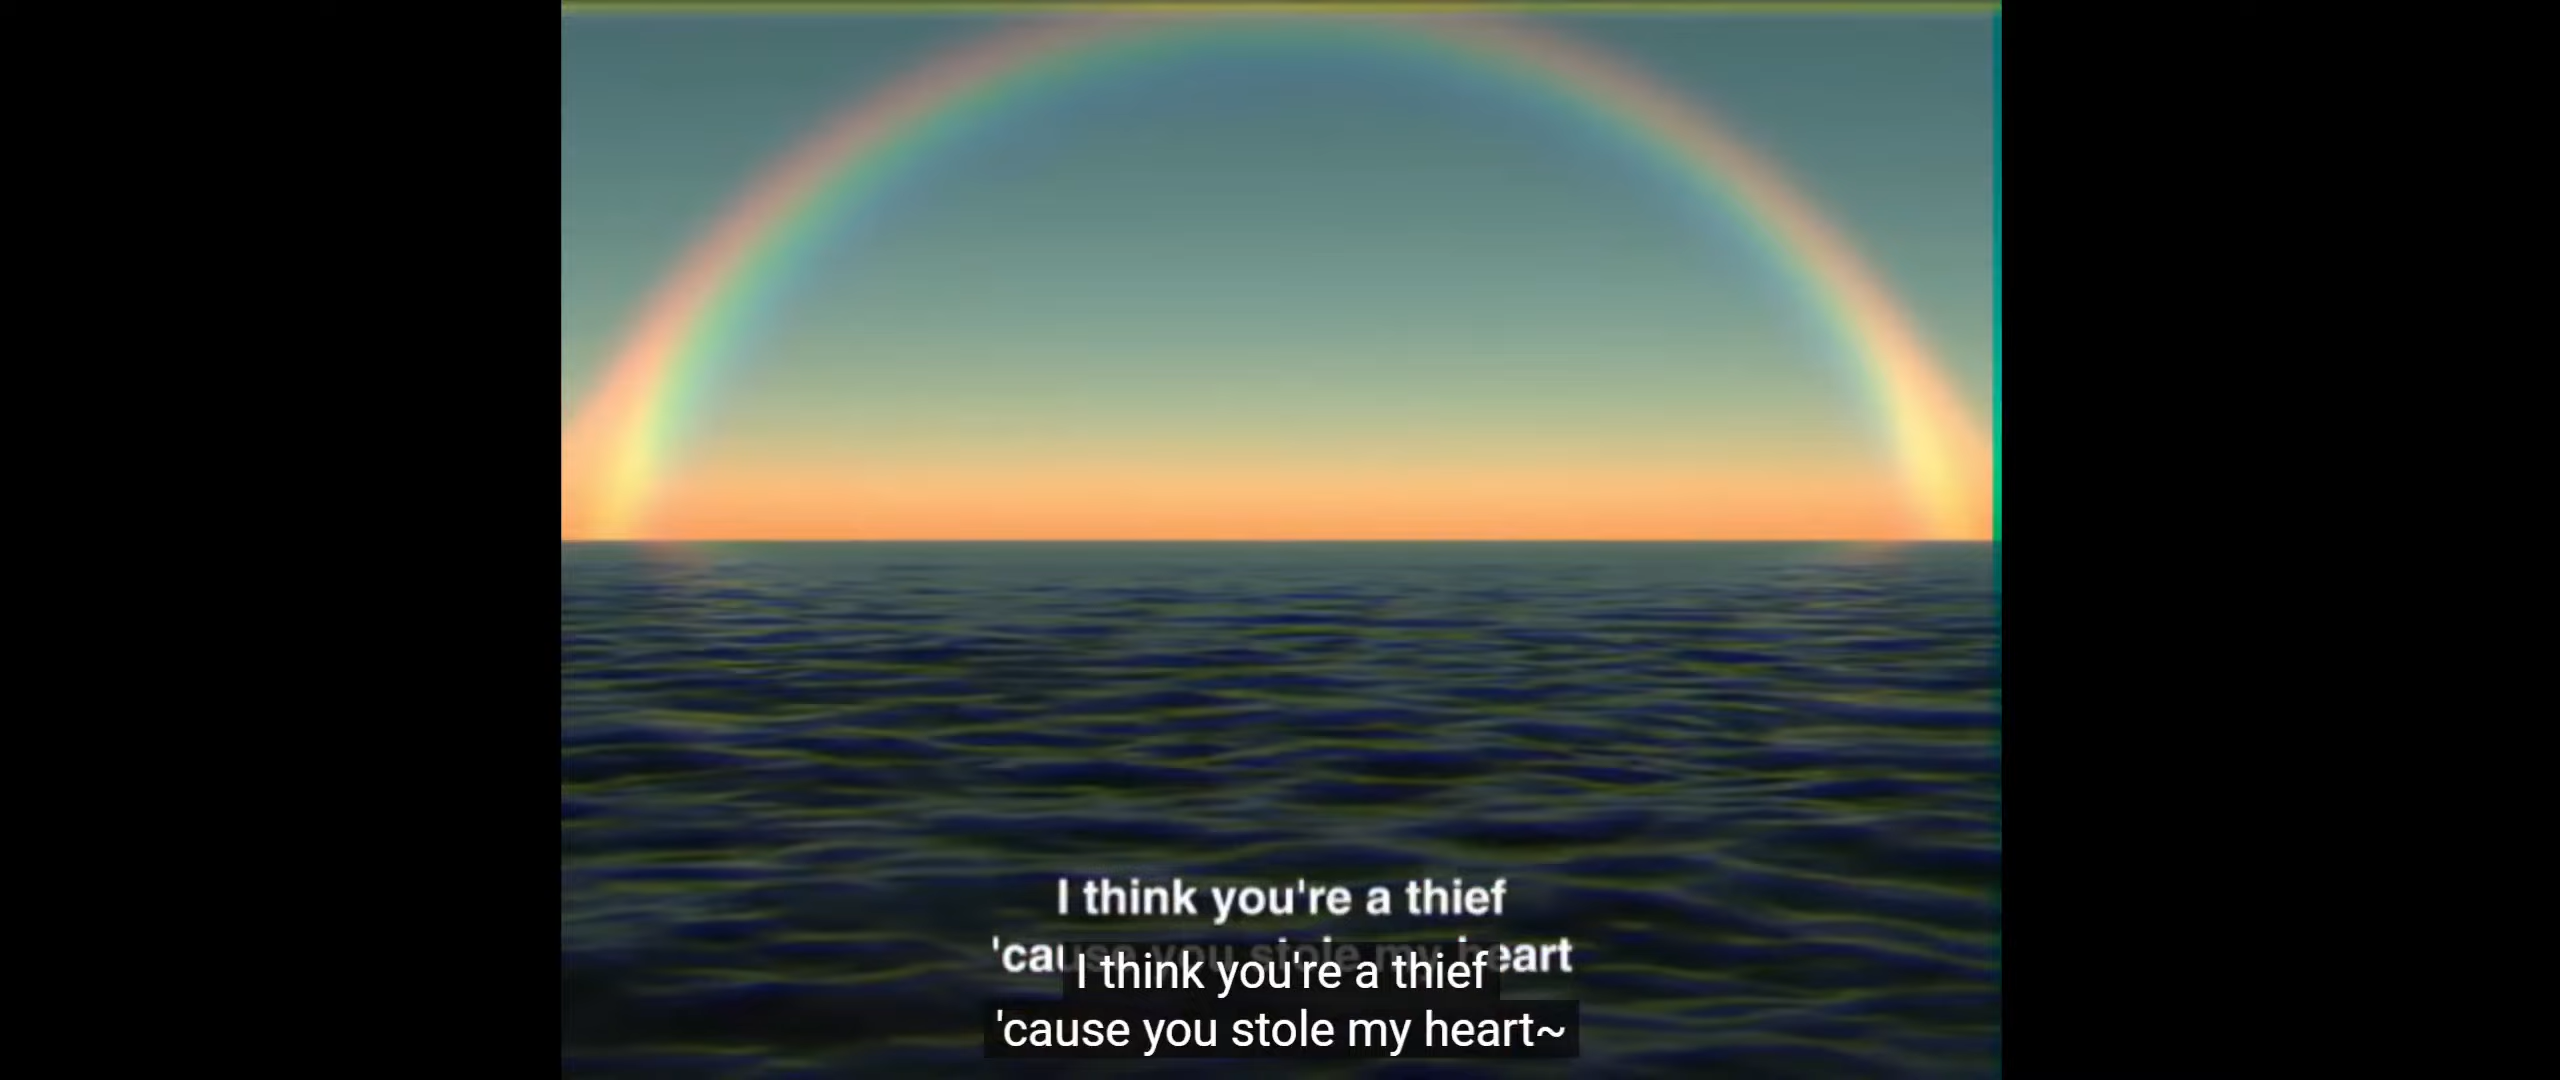 I think you're a thief
'cause you stole my heart
I think you're a thief
'cause you stole my heart~